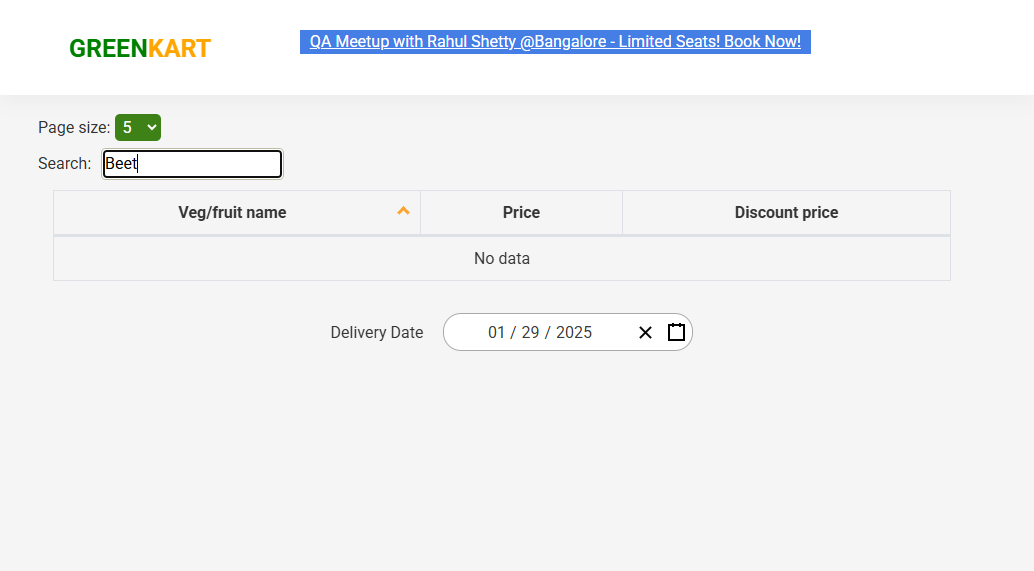 GREENKART
QA Meetup with Rahul Shetty @Bangalore - Limited Seats! Book Now!
Page size: 5
Search: Beet
Veg/fruit name Price Discount price
No data
Delivery Date 01 / 29 / 2025